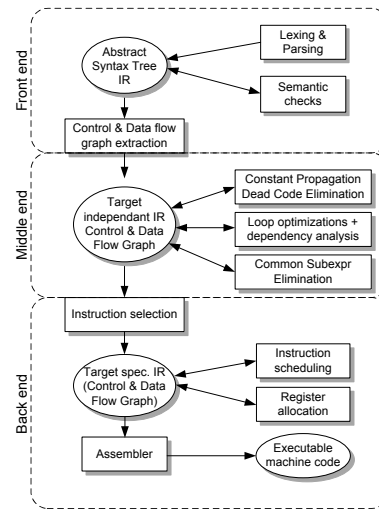 Front end
Abstract
Syntax Tree
IR
Lexing &
Parsing
Semantic
checks
Control & Data flow
graph extraction
Middle end
Target
independant IR
Control & Data
Flow Graph
Constant Propagation
Dead Code Elimination
Loop optimizations +
dependency analysis
Common Subexpr
Elimination
Back end
Instruction selection
Target spec. IR
(Control & Data
Flow Graph)
Instruction
scheduling
Register
allocation
Assembler
Executable
machine code